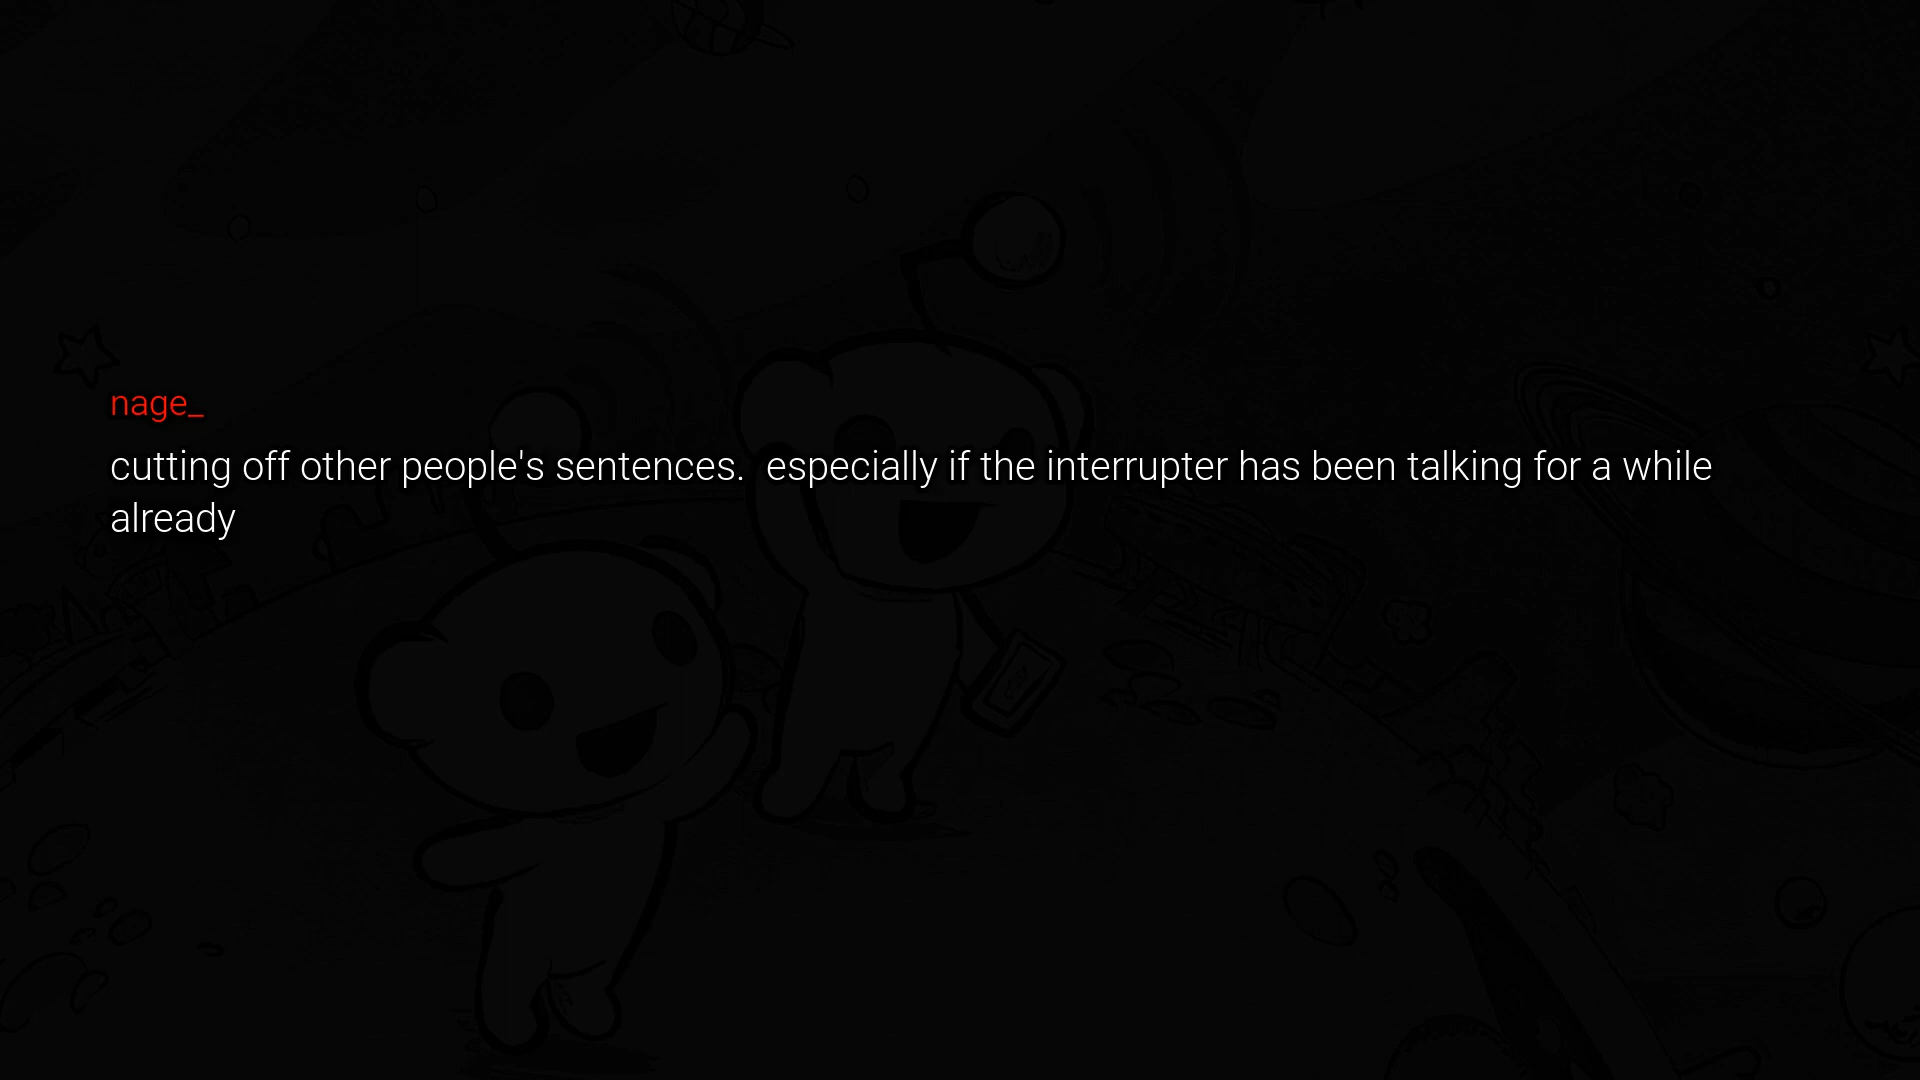 nage_
cutting off other people's sentences.  especially if the interrupter has been talking for a while
already